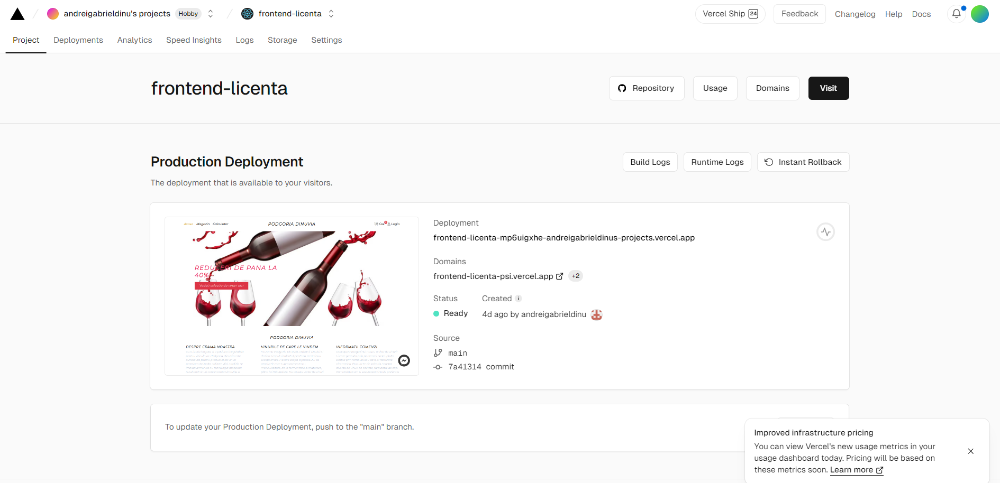 andreigabrieldinu's projects Hobby frontend-licenta Vercel Ship 24 Feedback Changelog Help Docs
Project Deployments Analytics Speed Insights Logs Storage Settings
frontend-licenta Repository Usage Domains Visit
Production Deployment Build Logs Runtime Logs Instant Rollback
The deployment that is available to your visitors.
Acasa Magazin Calculator PODGORIA DINUVIA Cos Login
REDUCERI DE PANA LA
40%
Vedeti colectia de vinuri aici
PODGORIA DINUVIA
DESPRE CRAMA NOASTRA VINURILE PE CARE LE VINDEM INFORMATII COMENZI
Deployment
frontend-licenta-mp6uigxhe-andreigabrieldinus-projects.vercel.app
Domains
frontend-licenta-psi.vercel.app +2
Status Created
Ready 4d ago by andreigabrieldinu
Source
main
7a41314 commit
To update your Production Deployment, push to the "main" branch.
Improved infrastructure pricing
You can view Vercel's new usage metrics in your
usage dashboard today. Pricing will be based on
these metrics soon. Learn more